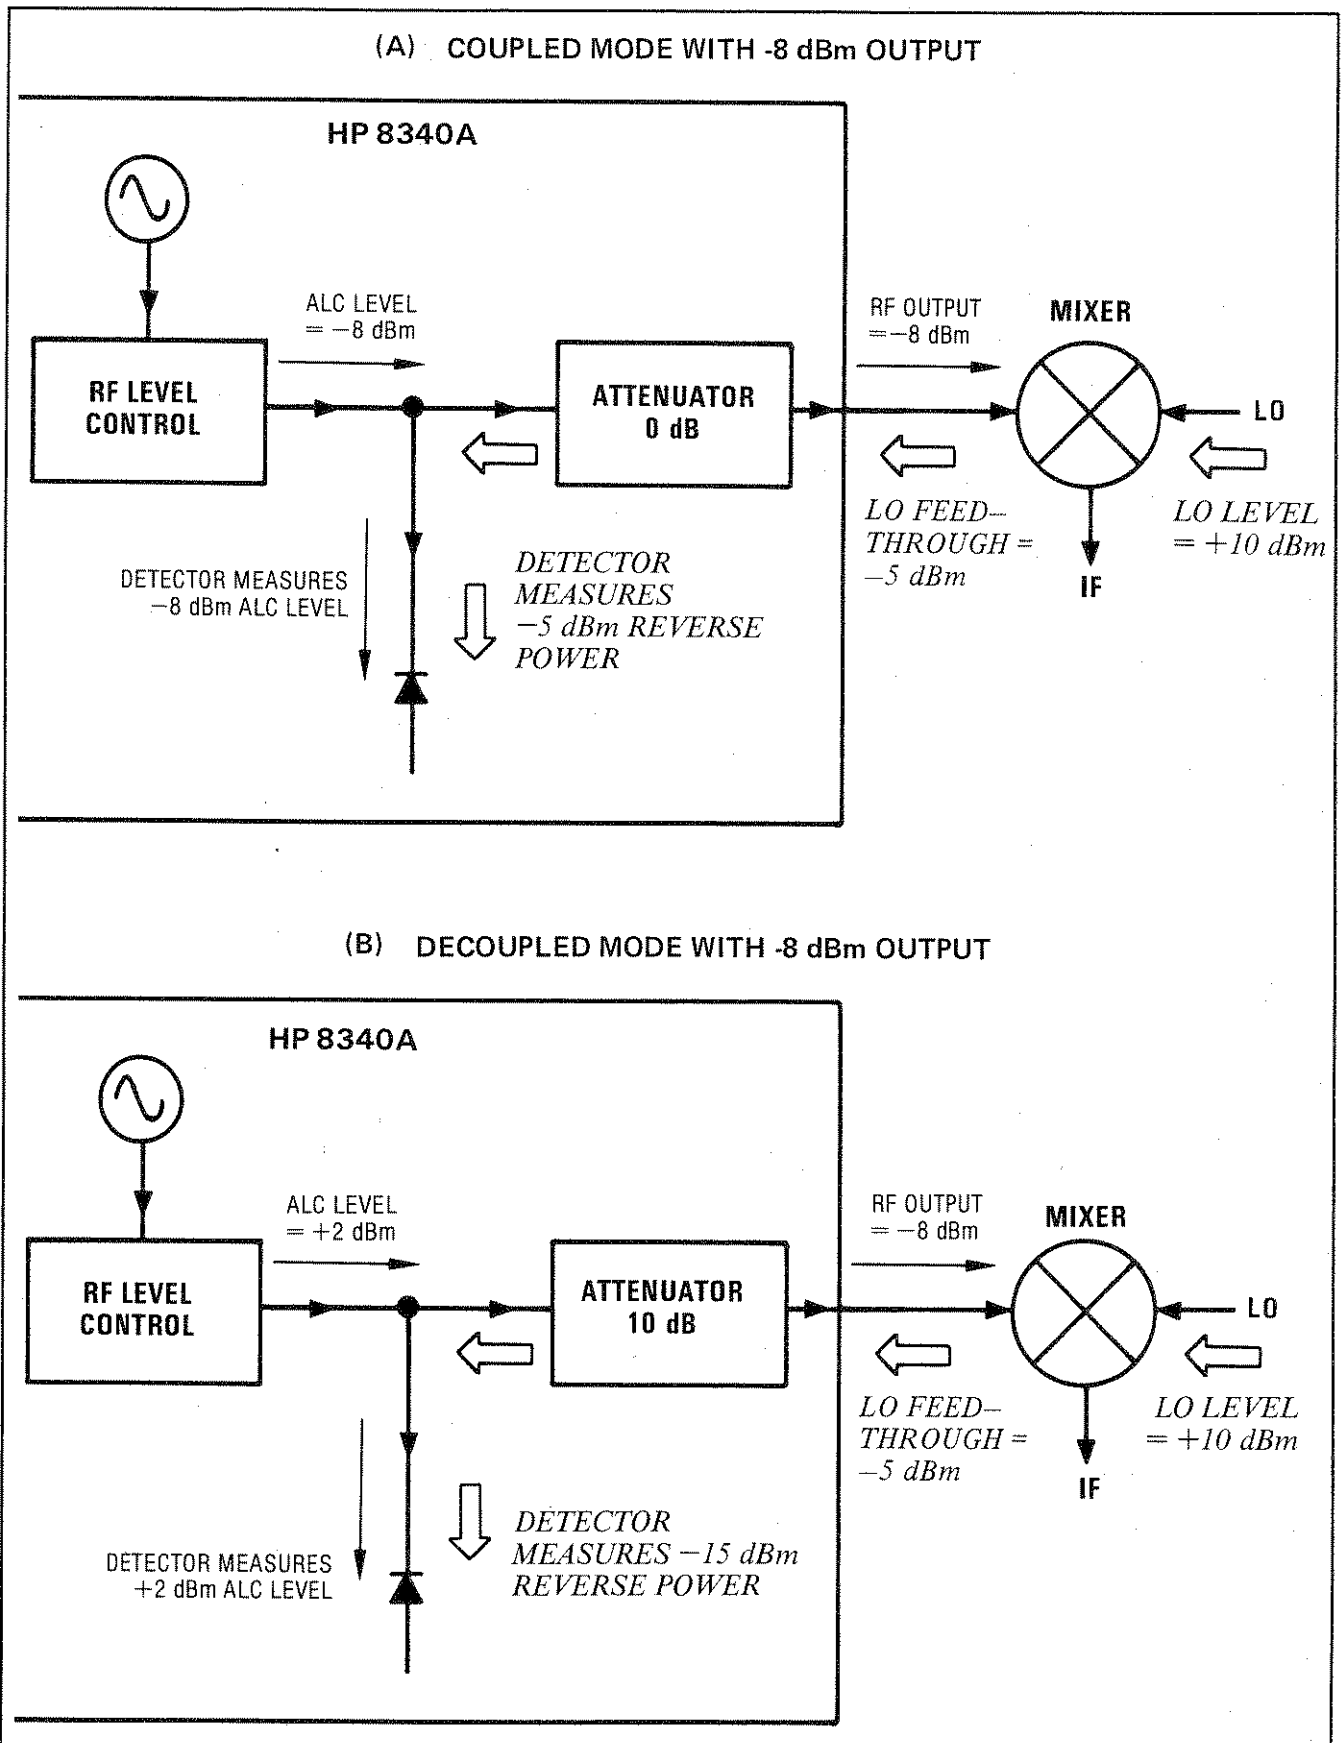 (A) COUPLED MODE WITH -8 dBm OUTPUT
HP 8340A
ALC LEVEL
= −8 dBm
RF OUTPUT
=−8 dBm
MIXER
RF LEVEL
CONTROL
ATTENUATOR
0 dB
LO
LO FEED–
THROUGH =
−5 dBm
LO LEVEL
= +10 dBm
IF
DETECTOR MEASURES
−8 dBm ALC LEVEL
DETECTOR
MEASURES
−5 dBm REVERSE
POWER
(B) DECOUPLED MODE WITH -8 dBm OUTPUT
HP 8340A
ALC LEVEL
= +2 dBm
RF OUTPUT
= −8 dBm
MIXER
RF LEVEL
CONTROL
ATTENUATOR
10 dB
LO
LO FEED–
THROUGH =
−5 dBm
LO LEVEL
= +10 dBm
IF
DETECTOR MEASURES
+2 dBm ALC LEVEL
DETECTOR
MEASURES −15 dBm
REVERSE POWER